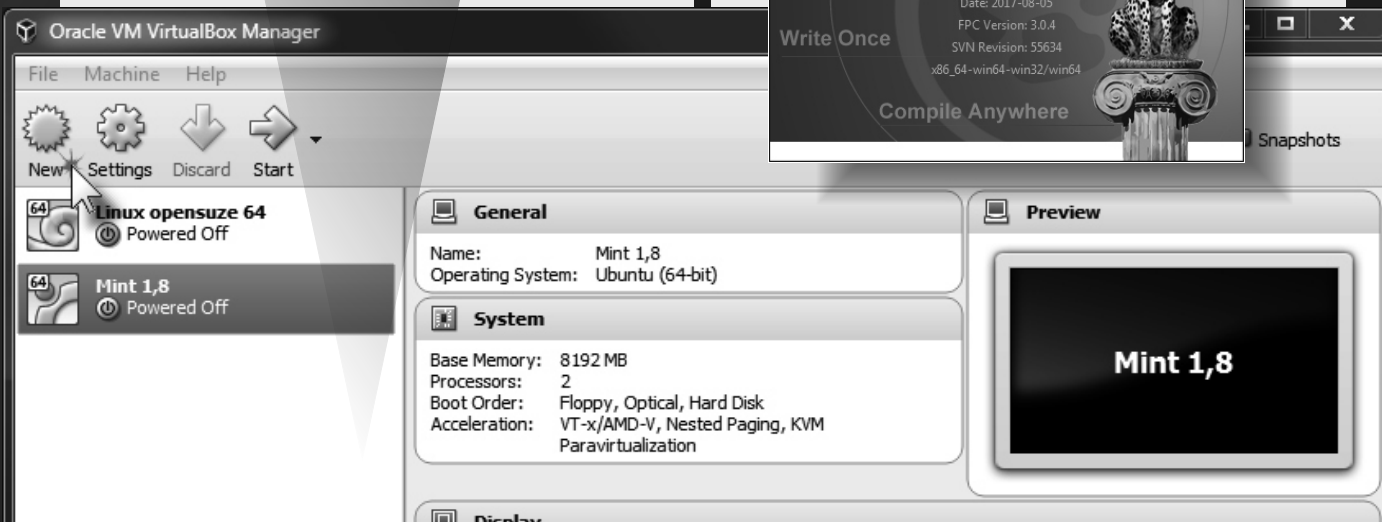 Date: 2017-08-05
FPC Version: 3.0.4
SVN Revision: 55634
x86_64-win64-win32/win64
Write Once
Compile Anywhere
Oracle VM VirtualBox Manager
File Machine Help
New Settings Discard Start
Snapshots
64 Linux opensuze 64
Powered Off
64 Mint 1,8
Powered Off
General
Name: Mint 1,8
Operating System: Ubuntu (64-bit)
System
Base Memory: 8192 MB
Processors: 2
Boot Order: Floppy, Optical, Hard Disk
Acceleration: VT-x/AMD-V, Nested Paging, KVM
Paravirtualization
Display
Preview
Mint 1,8